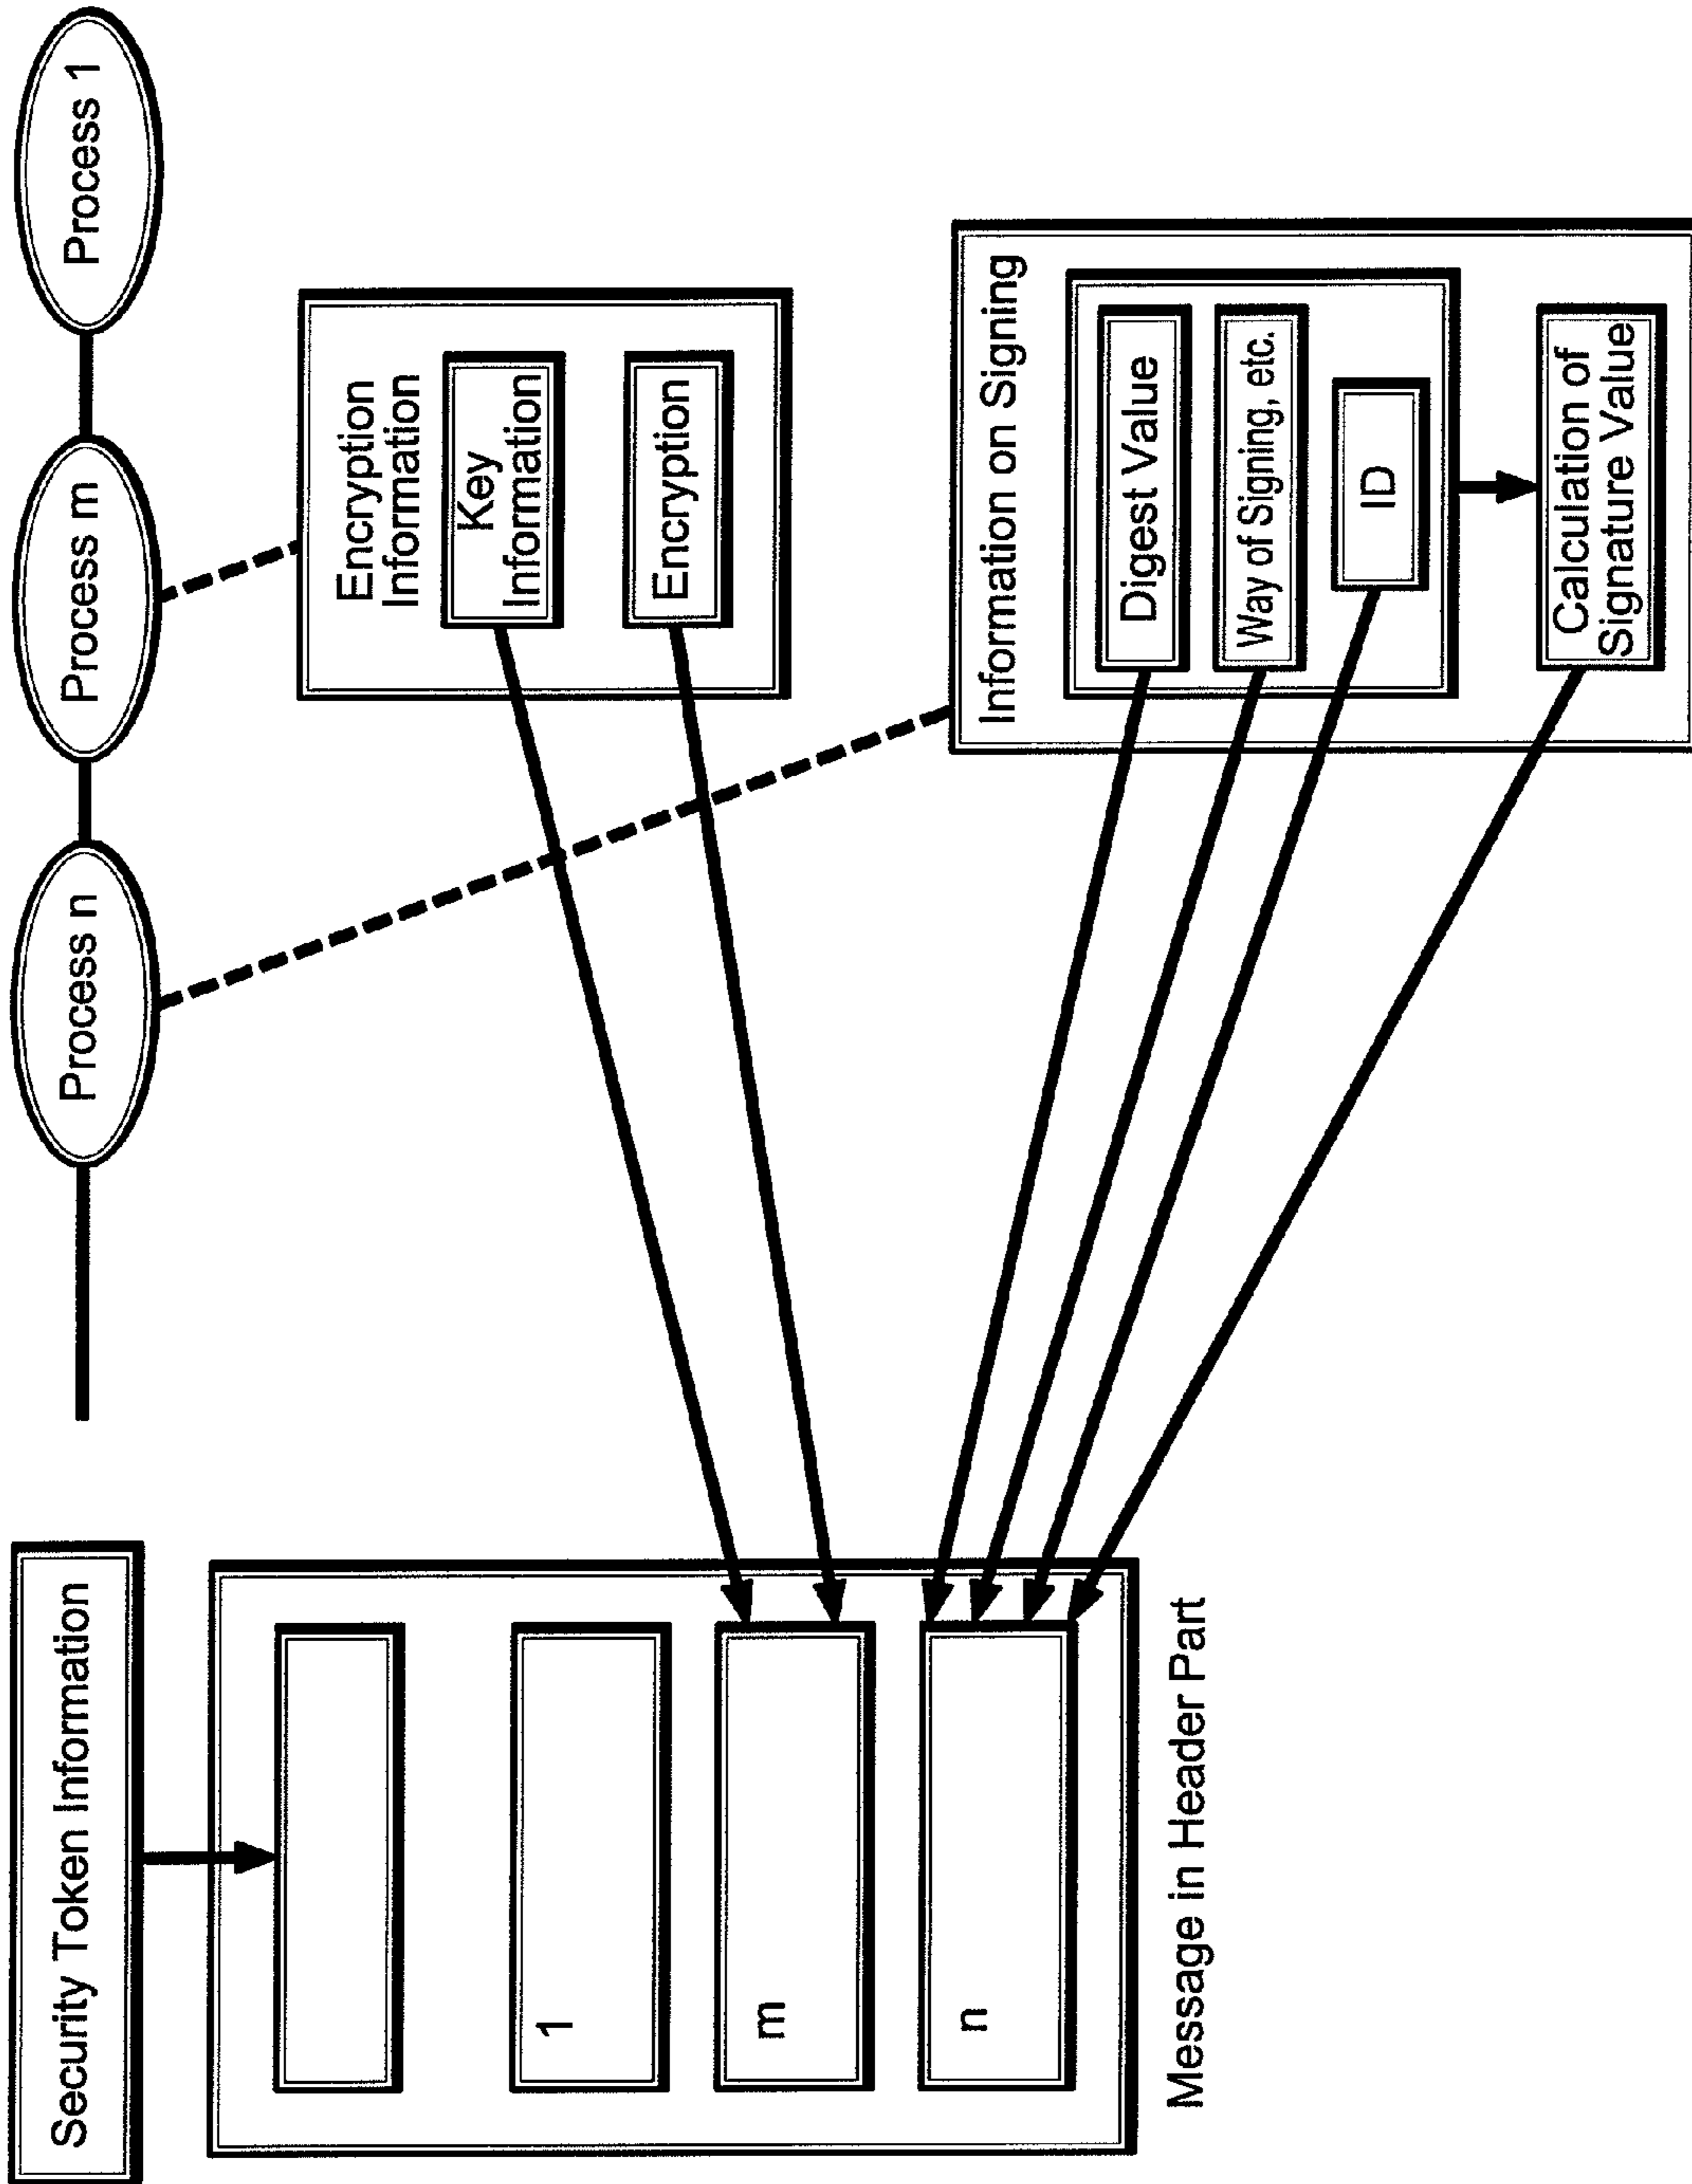 Security Token Information
1
m
n
Message in Header Part
Process n
Process m
Process 1
Encryption
Information
Key
Information
Encryption
Information on Signing
Digest Value
Way of Signing, etc.
ID
Calculation of
Signature Value